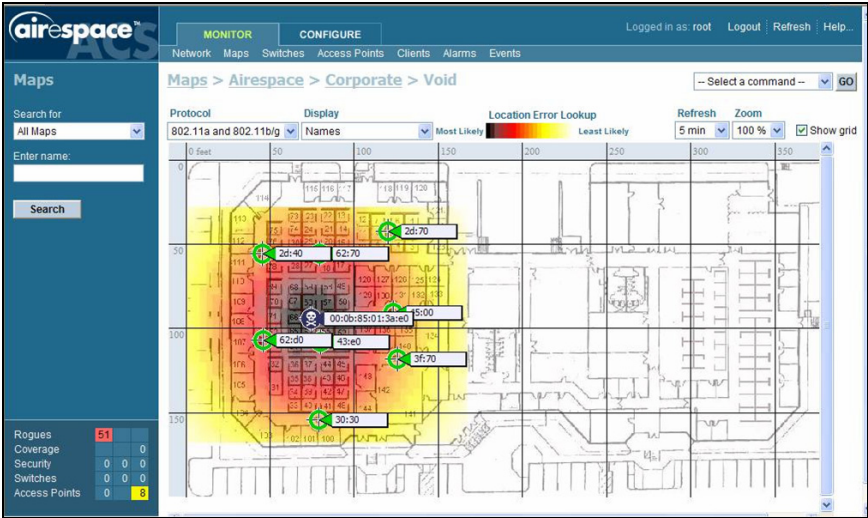 airespace™
ACS
MONITOR
CONFIGURE
Logged in as: root Logout Refresh Help...
Network Maps Switches Access Points Clients Alarms Events
Maps
Maps > Airespace > Corporate > Void
-- Select a command --
GO
Search for
All Maps
Enter name:
Search
Protocol
802.11a and 802.11b/g
Display
Names
Location Error Lookup
Most Likely
Least Likely
Refresh
5 min
Zoom
100 %
Show grid
0 feet 50 100 150 200 250 300 350
0
50
100
150
2d:70
2d:40
62:70
45:00
00:0b:85:01:3a:e0
62:d0
43:e0
3f:70
30:30
Rogues 51
Coverage 0
Security 0 0 0
Switches 0 0 0
Access Points 0 8